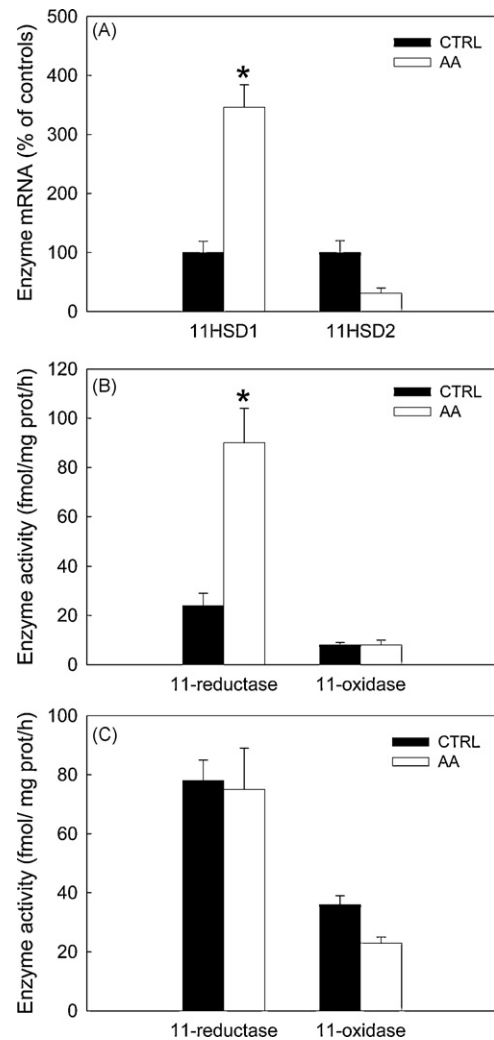 (A)
CTRL
AA
Enzyme mRNA (% of controls)
500
400
300
200
100
0
*
11HSD1
11HSD2
(B)
CTRL
AA
Enzyme activity (fmol/mg prot/h)
120
100
80
60
40
20
0
*
11-reductase
11-oxidase
(C)
CTRL
AA
Enzyme activity (fmol/ mg prot/h)
100
80
60
40
20
0
11-reductase
11-oxidase